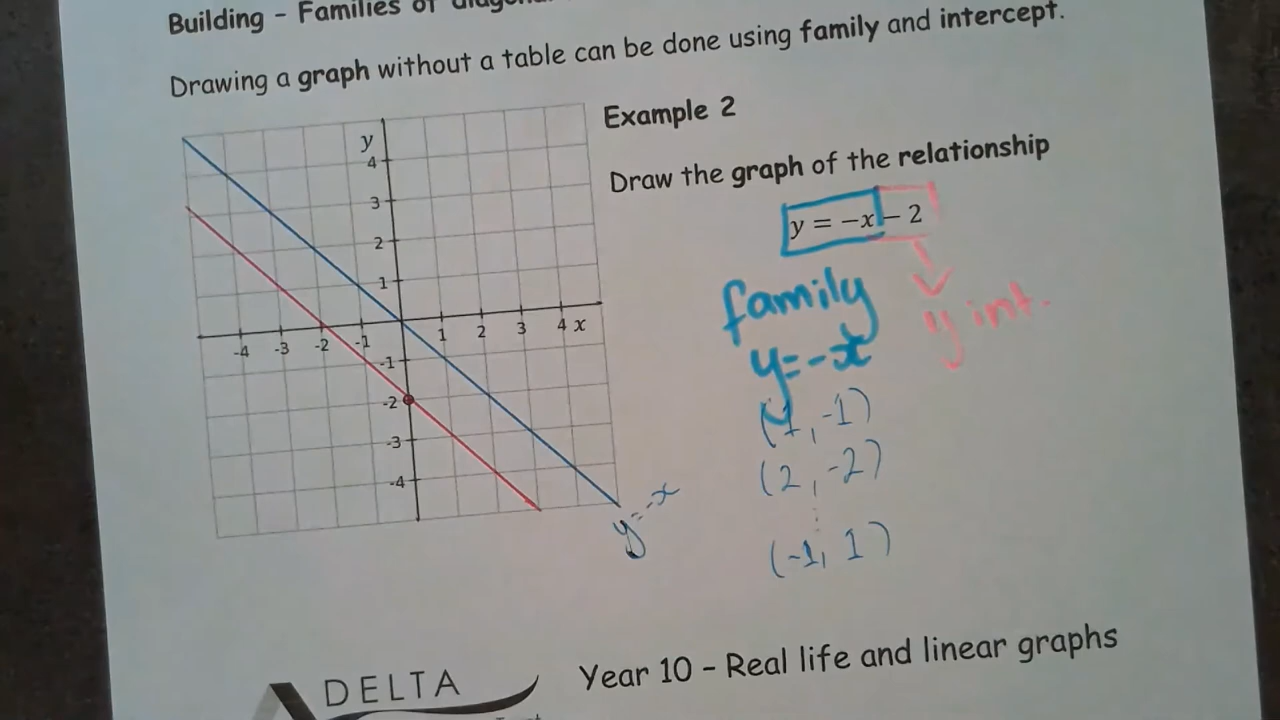 Building - Families of diagonal
Drawing a graph without a table can be done using family and intercept.
Example 2
Draw the graph of the relationship
y = -x - 2
family
y = -x
y int.
(1, -1)
(2, -2)
(-1, 1)
y
4
3
2
1
-4 -3 -2 -1 1 2 3 4 x
-1
-2
-3
-4
y = -x
DELTA
Year 10 - Real life and linear graphs